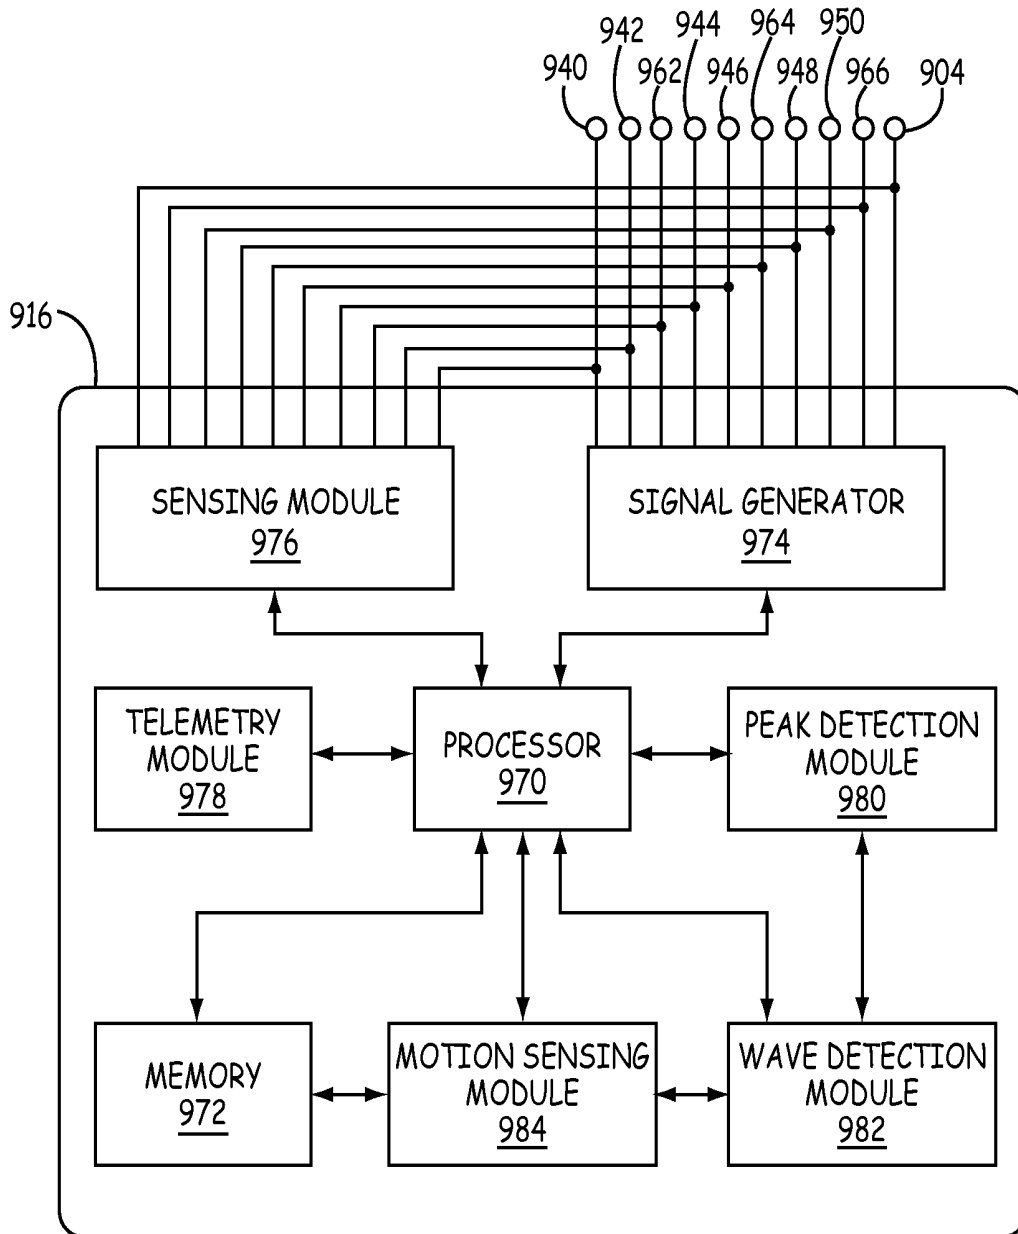 942
944
964
950
940
962
946
948
966
904
916
SENSING MODULE
976
SIGNAL GENERATOR
974
TELEMETRY
MODULE
978
PROCESSOR
970
PEAK DETECTION
MODULE
980
MEMORY
972
MOTION SENSING
MODULE
984
WAVE DETECTION
MODULE
982